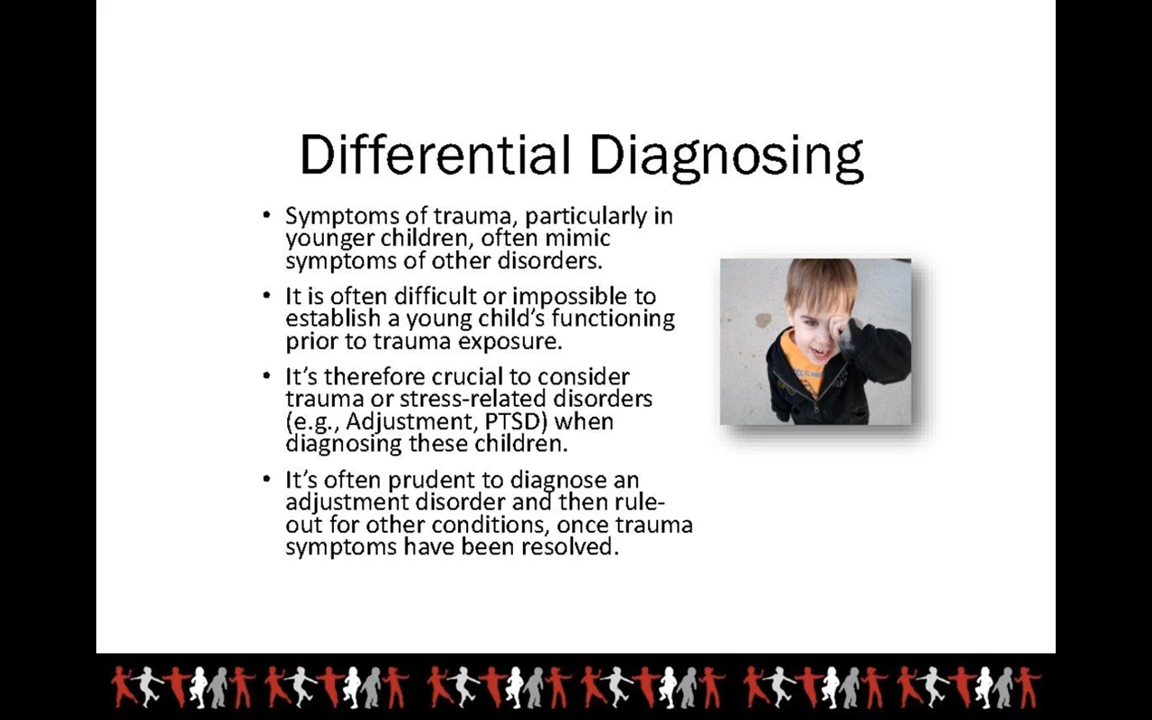 Differential Diagnosing
• Symptoms of trauma, particularly in
younger children, often mimic
symptoms of other disorders.
• It is often difficult or impossible to
establish a young child's functioning
prior to trauma exposure.
• It's therefore crucial to consider
trauma or stress-related disorders
(e.g., Adjustment, PTSD) when
diagnosing these children.
• It's often prudent to diagnose an
adjustment disorder and then rule-
out for other conditions, once trauma
symptoms have been resolved.